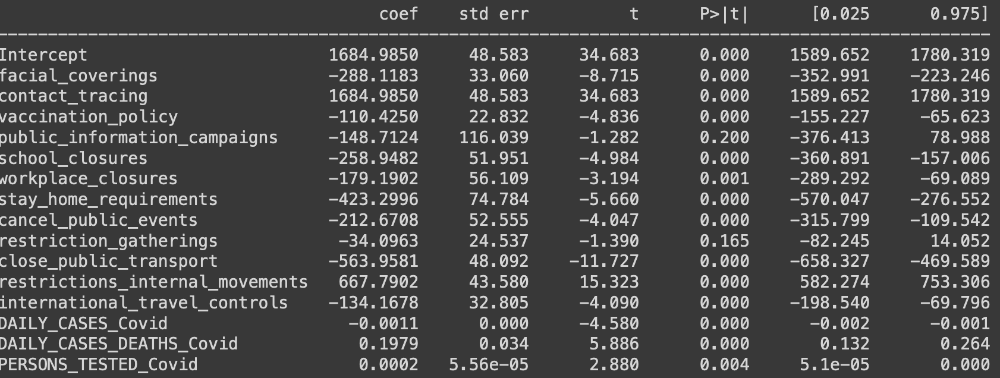 coef std err t P>|t| [0.025 0.975]
Intercept 1684.9850 48.583 34.683 0.000 1589.652 1780.319
facial_coverings -288.1183 33.060 -8.715 0.000 -352.991 -223.246
contact_tracing 1684.9850 48.583 34.683 0.000 1589.652 1780.319
vaccination_policy -110.4250 22.832 -4.836 0.000 -155.227 -65.623
public_information_campaigns -148.7124 116.039 -1.282 0.200 -376.413 78.988
school_closures -258.9482 51.951 -4.984 0.000 -360.891 -157.006
workplace_closures -179.1902 56.109 -3.194 0.001 -289.292 -69.089
stay_home_requirements -423.2996 74.784 -5.660 0.000 -570.047 -276.552
cancel_public_events -212.6708 52.555 -4.047 0.000 -315.799 -109.542
restriction_gatherings -34.0963 24.537 -1.390 0.165 -82.245 14.052
close_public_transport -563.9581 48.092 -11.727 0.000 -658.327 -469.589
restrictions_internal_movements 667.7902 43.580 15.323 0.000 582.274 753.306
international_travel_controls -134.1678 32.805 -4.090 0.000 -198.540 -69.796
DAILY_CASES_Covid -0.0011 0.000 -4.580 0.000 -0.002 -0.001
DAILY_CASES_DEATHS_Covid 0.1979 0.034 5.886 0.000 0.132 0.264
PERSONS_TESTED_Covid 0.0002 5.56e-05 2.880 0.004 5.1e-05 0.000